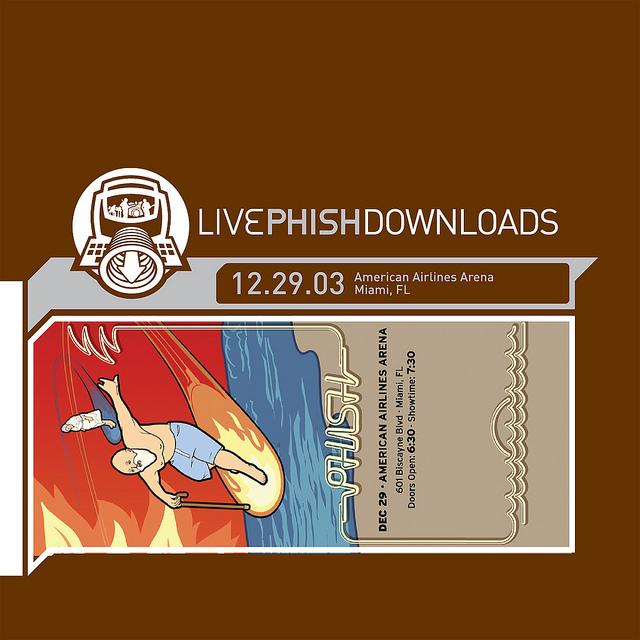 LIVEPHISHDOWNLOADS
12.29.03
American Airlines Arena
Miami, FL
PHISH
DEC 29 · AMERICAN AIRLINES ARENA
601 Biscayne Blvd · Miami, FL
Doors Open: 6:30 · Showtime: 7:30